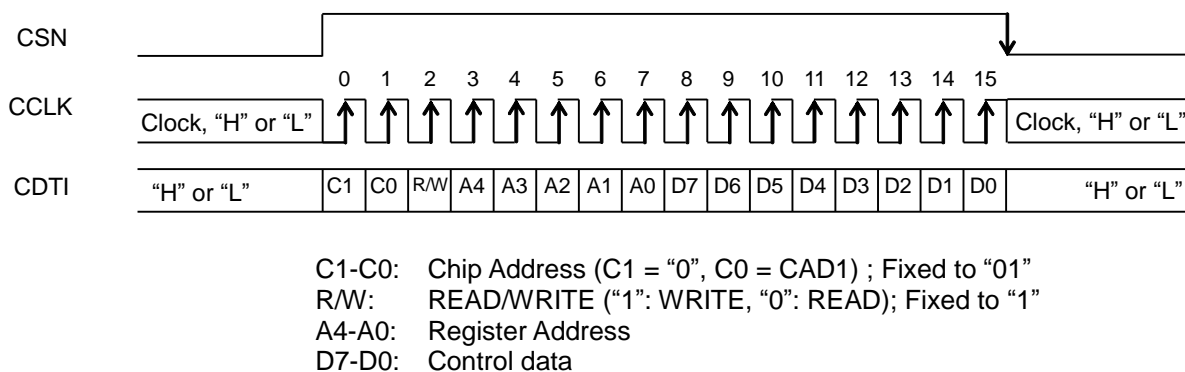 CSN
0 1 2 3 4 5 6 7 8 9 10 11 12 13 14 15
CCLK
Clock, “H” or “L” Clock, “H” or “L”
CDTI
“H” or “L” C1 C0 R/W A4 A3 A2 A1 A0 D7 D6 D5 D4 D3 D2 D1 D0 “H” or “L”
C1-C0: Chip Address (C1 = “0”, C0 = CAD1) ; Fixed to “01”
R/W: READ/WRITE (“1”: WRITE, “0”: READ); Fixed to “1”
A4-A0: Register Address
D7-D0: Control data